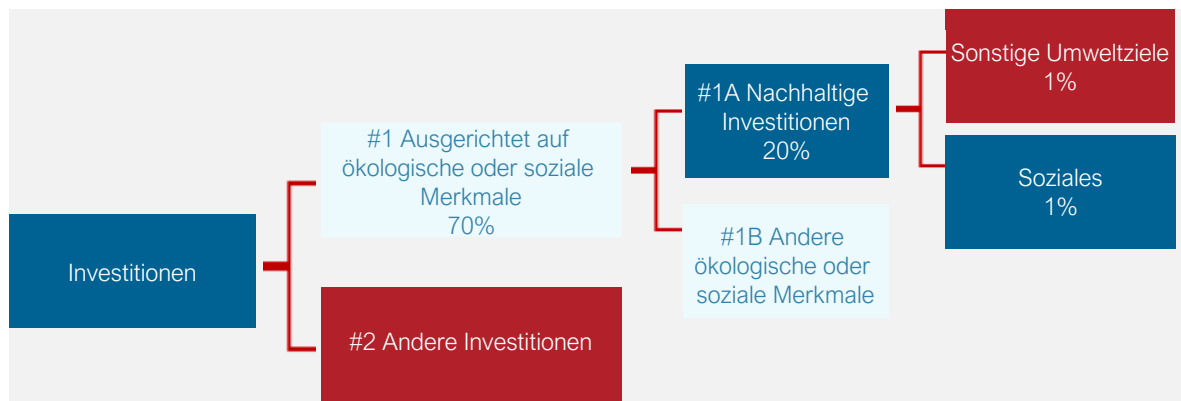 Investitionen
#1 Ausgerichtet auf
ökologische oder soziale
Merkmale
70%
#2 Andere Investitionen
#1A Nachhaltige
Investitionen
20%
#1B Andere
ökologische oder
soziale Merkmale
Sonstige Umweltziele
1%
Soziales
1%